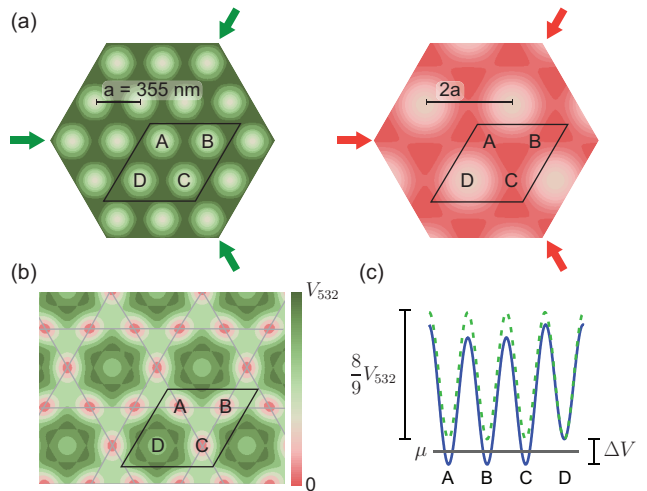 (a)
a = 355 nm
A B
D C
2a
A B
D C
(b)
V532
A B
D C
0
(c)
8/9 V532
μ
ΔV
A B C D